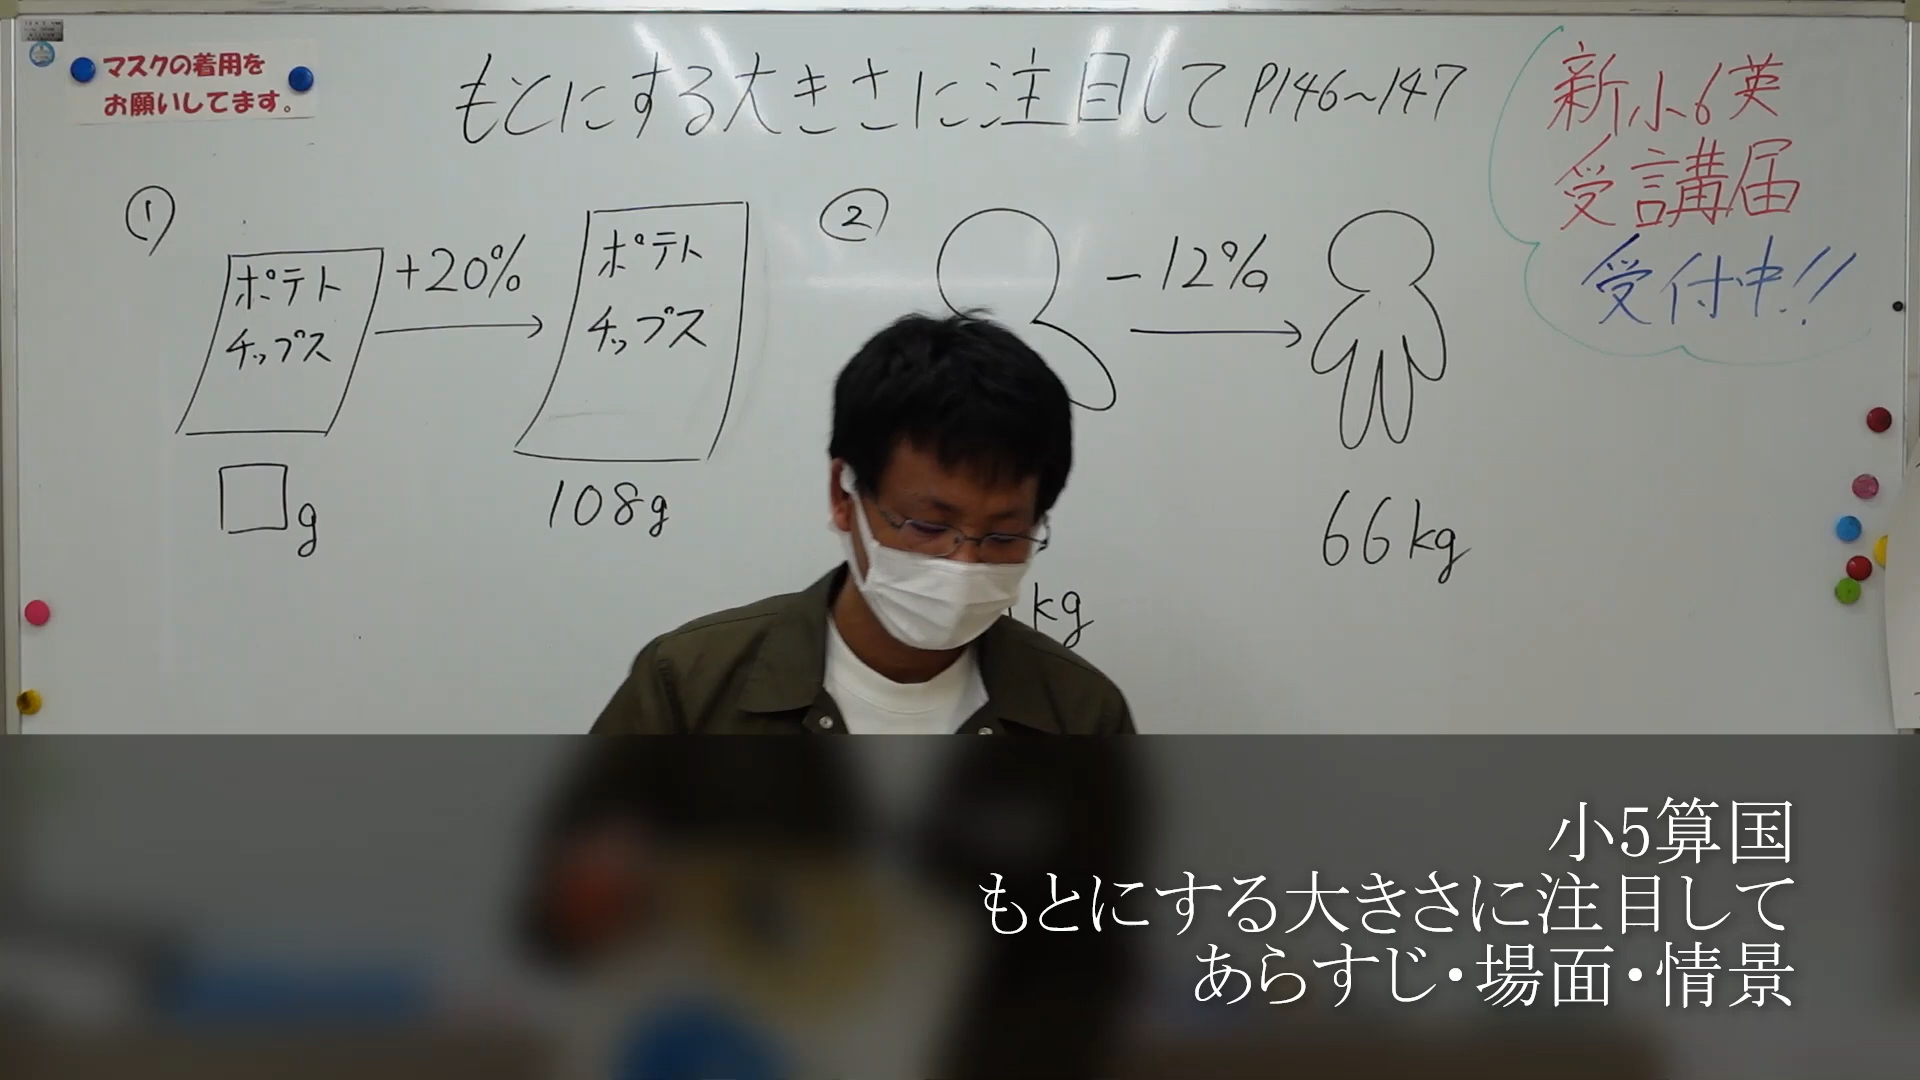 マスクの着用を
お願いしてます。
もとにする大きさに注目して P146~147
新小6英
受講届
受付中!!
①
ポテト
チップス
+20%
ポテト
チップス
□g
108g
②
-12%
kg
66kg
小5算国
もとにする大きさに注目して
あらすじ・場面・情景